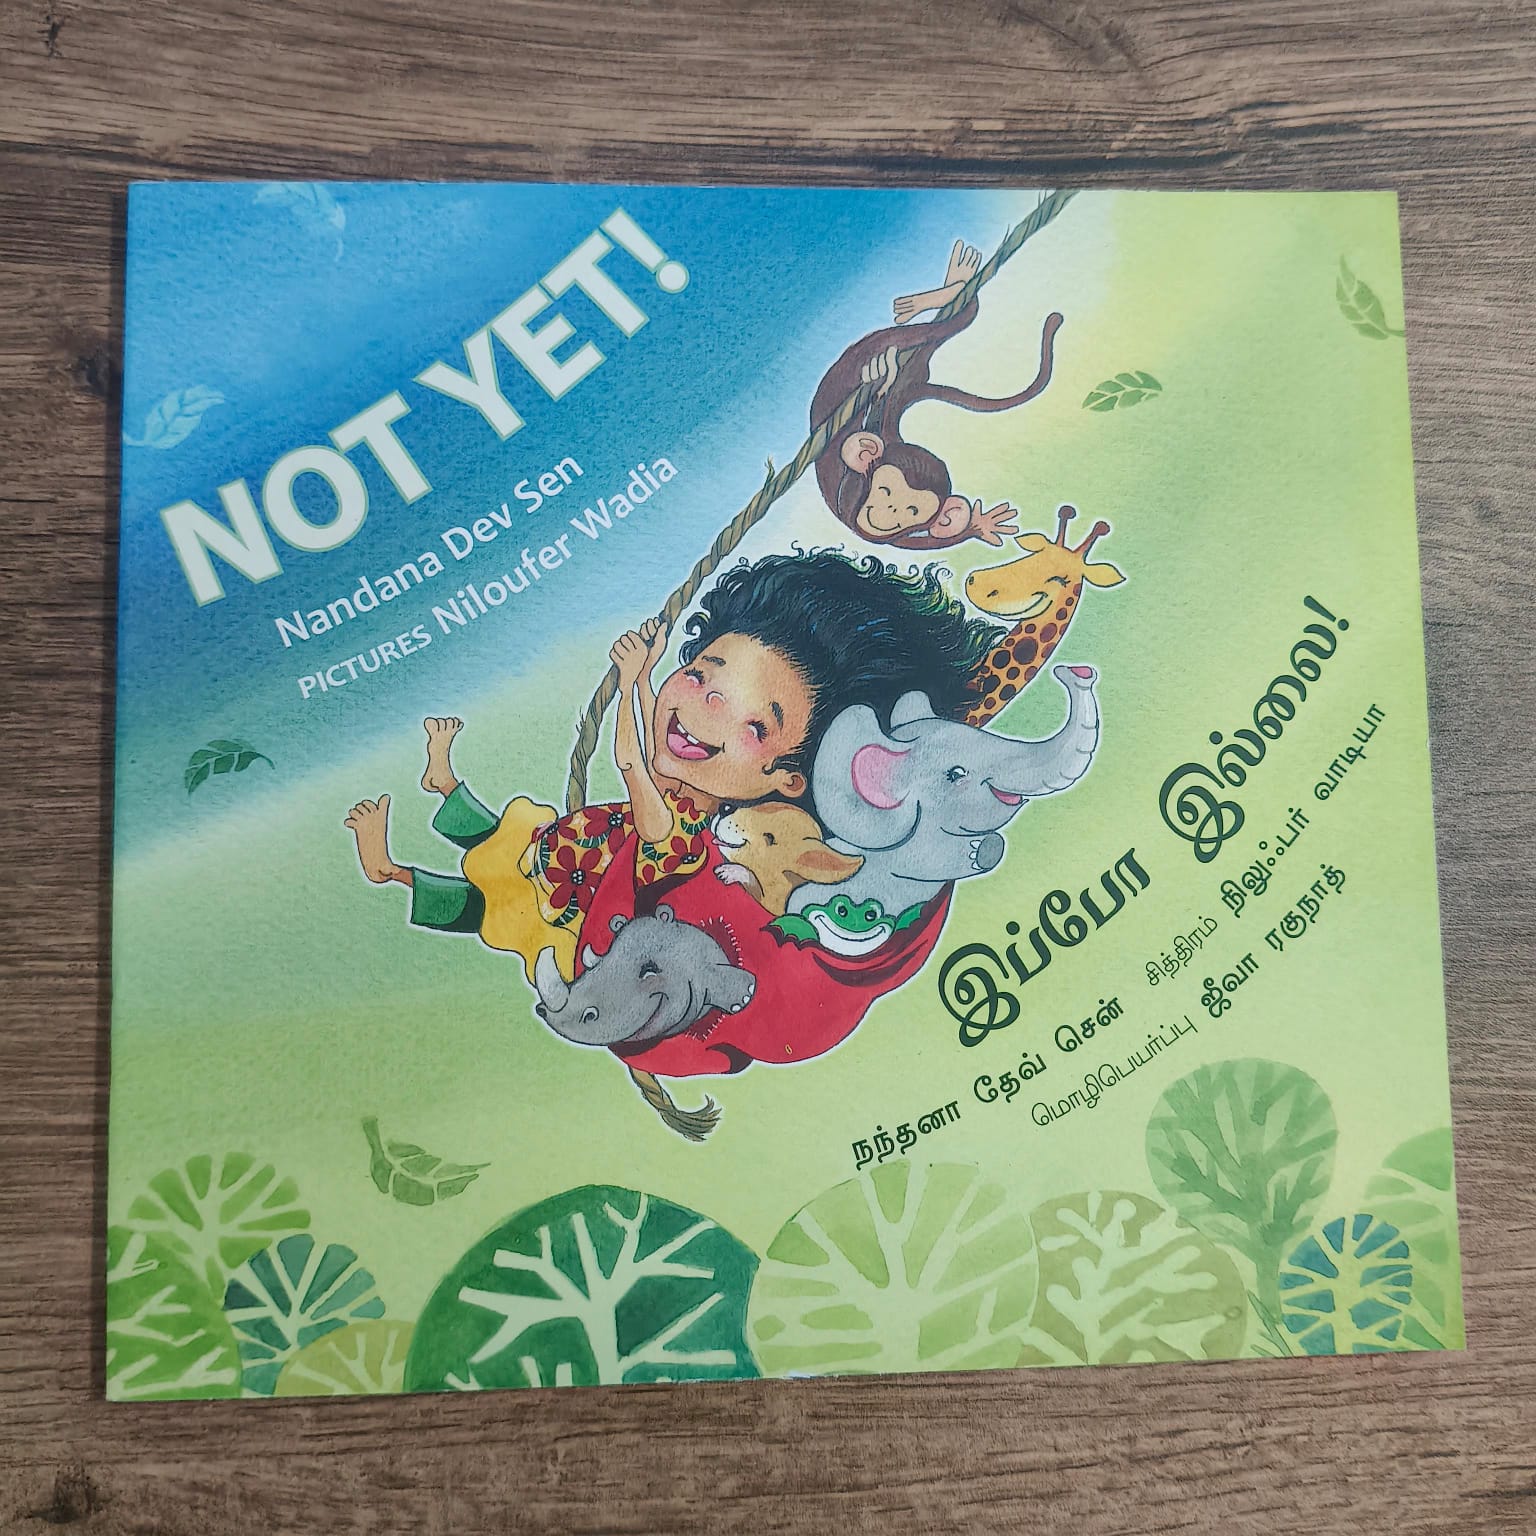 NOT YET!
Nandana Dev Sen
PICTURES Niloufer Wadia
இப்போ இல்லை!
நந்தனா தேவ் சென் சித்திரம் நிலுஃபர் வாடியா
மொழிபெயர்ப்பு ஜீவா ரகுநாத்